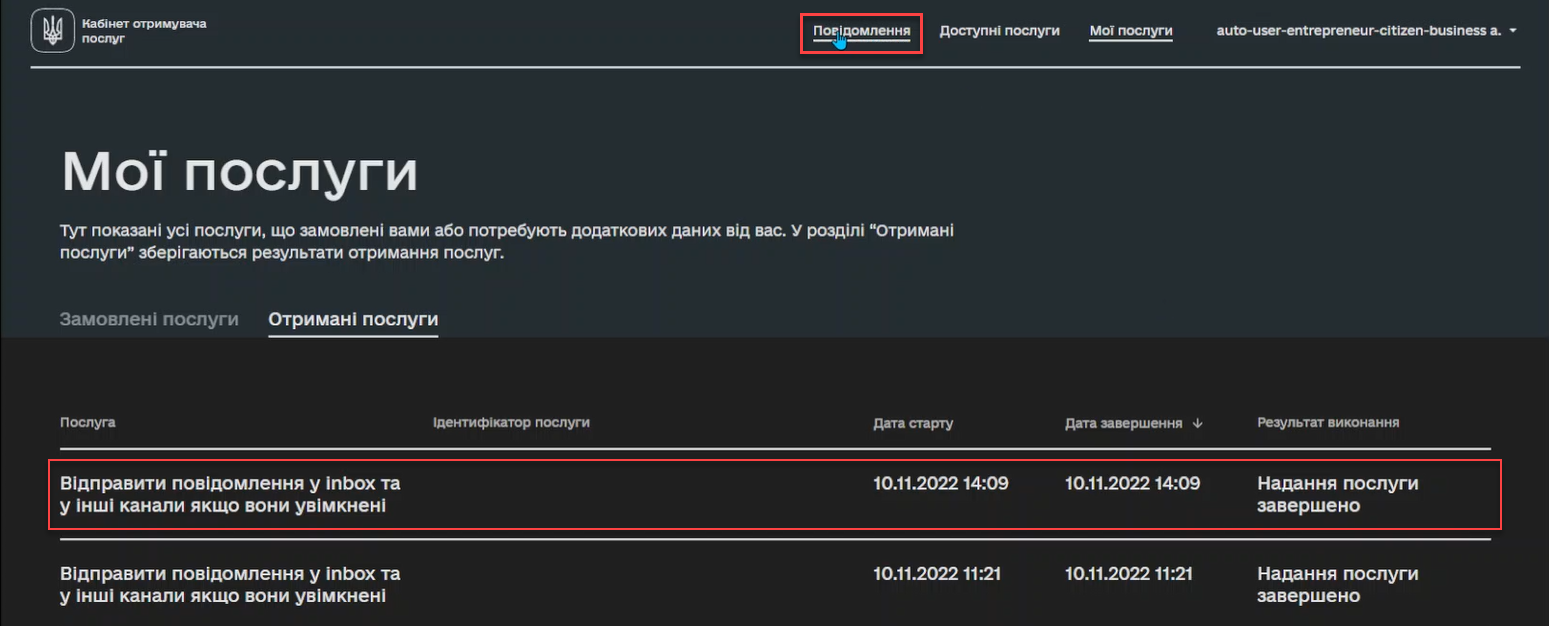 Кабінет отримувача
послуг
Повідомлення
Доступні послуги
Мої послуги
auto-user-entrepreneur-citizen-business a.
Мої послуги
Тут показані усі послуги, що замовлені вами або потребують додаткових даних від вас. У розділі “Отримані
послуги” зберігаються результати отримання послуг.
Замовлені послуги
Отримані послуги
Послуга
Ідентифікатор послуги
Дата старту
Дата завершення ↓
Результат виконання
Відправити повідомлення у inbox та
у інші канали якщо вони увімкнені
10.11.2022 14:09
10.11.2022 14:09
Надання послуги
завершено
Відправити повідомлення у inbox та
у інші канали якщо вони увімкнені
10.11.2022 11:21
10.11.2022 11:21
Надання послуги
завершено